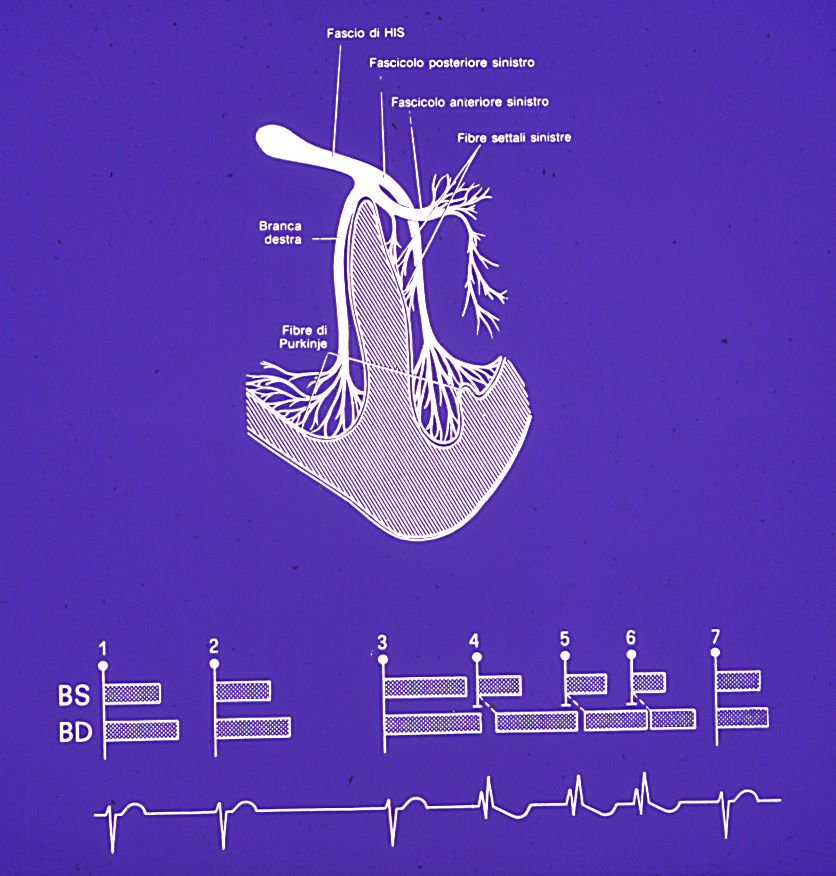 Fascio di HIS
Fascicolo posteriore sinistro
Fascicolo anteriore sinistro
Fibre settali sinistre
Branca
destra
Fibre di
Purkinje
1 2 3 4 5 6 7
BS
BD